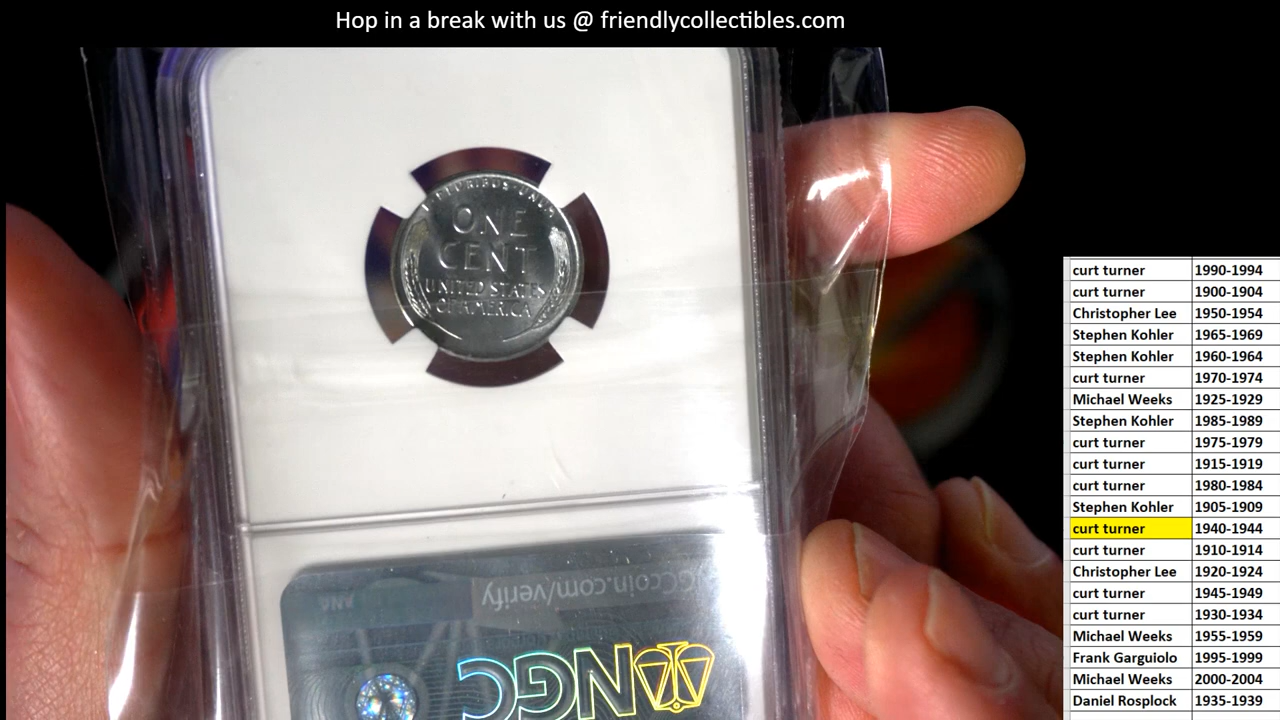 Hop in a break with us @ friendlycollectibles.com
ONE
CENT
UNITED STATES
OF AMERICA
NGCcoin.com/verify
ANA
NGC
curt turner 1990-1994
curt turner 1900-1904
Christopher Lee 1950-1954
Stephen Kohler 1965-1969
Stephen Kohler 1960-1964
curt turner 1970-1974
Michael Weeks 1925-1929
Stephen Kohler 1985-1989
curt turner 1975-1979
curt turner 1915-1919
curt turner 1980-1984
Stephen Kohler 1905-1909
curt turner 1940-1944
curt turner 1910-1914
Christopher Lee 1920-1924
curt turner 1945-1949
curt turner 1930-1934
Michael Weeks 1955-1959
Frank Garguiolo 1995-1999
Michael Weeks 2000-2004
Daniel Rosplock 1935-1939